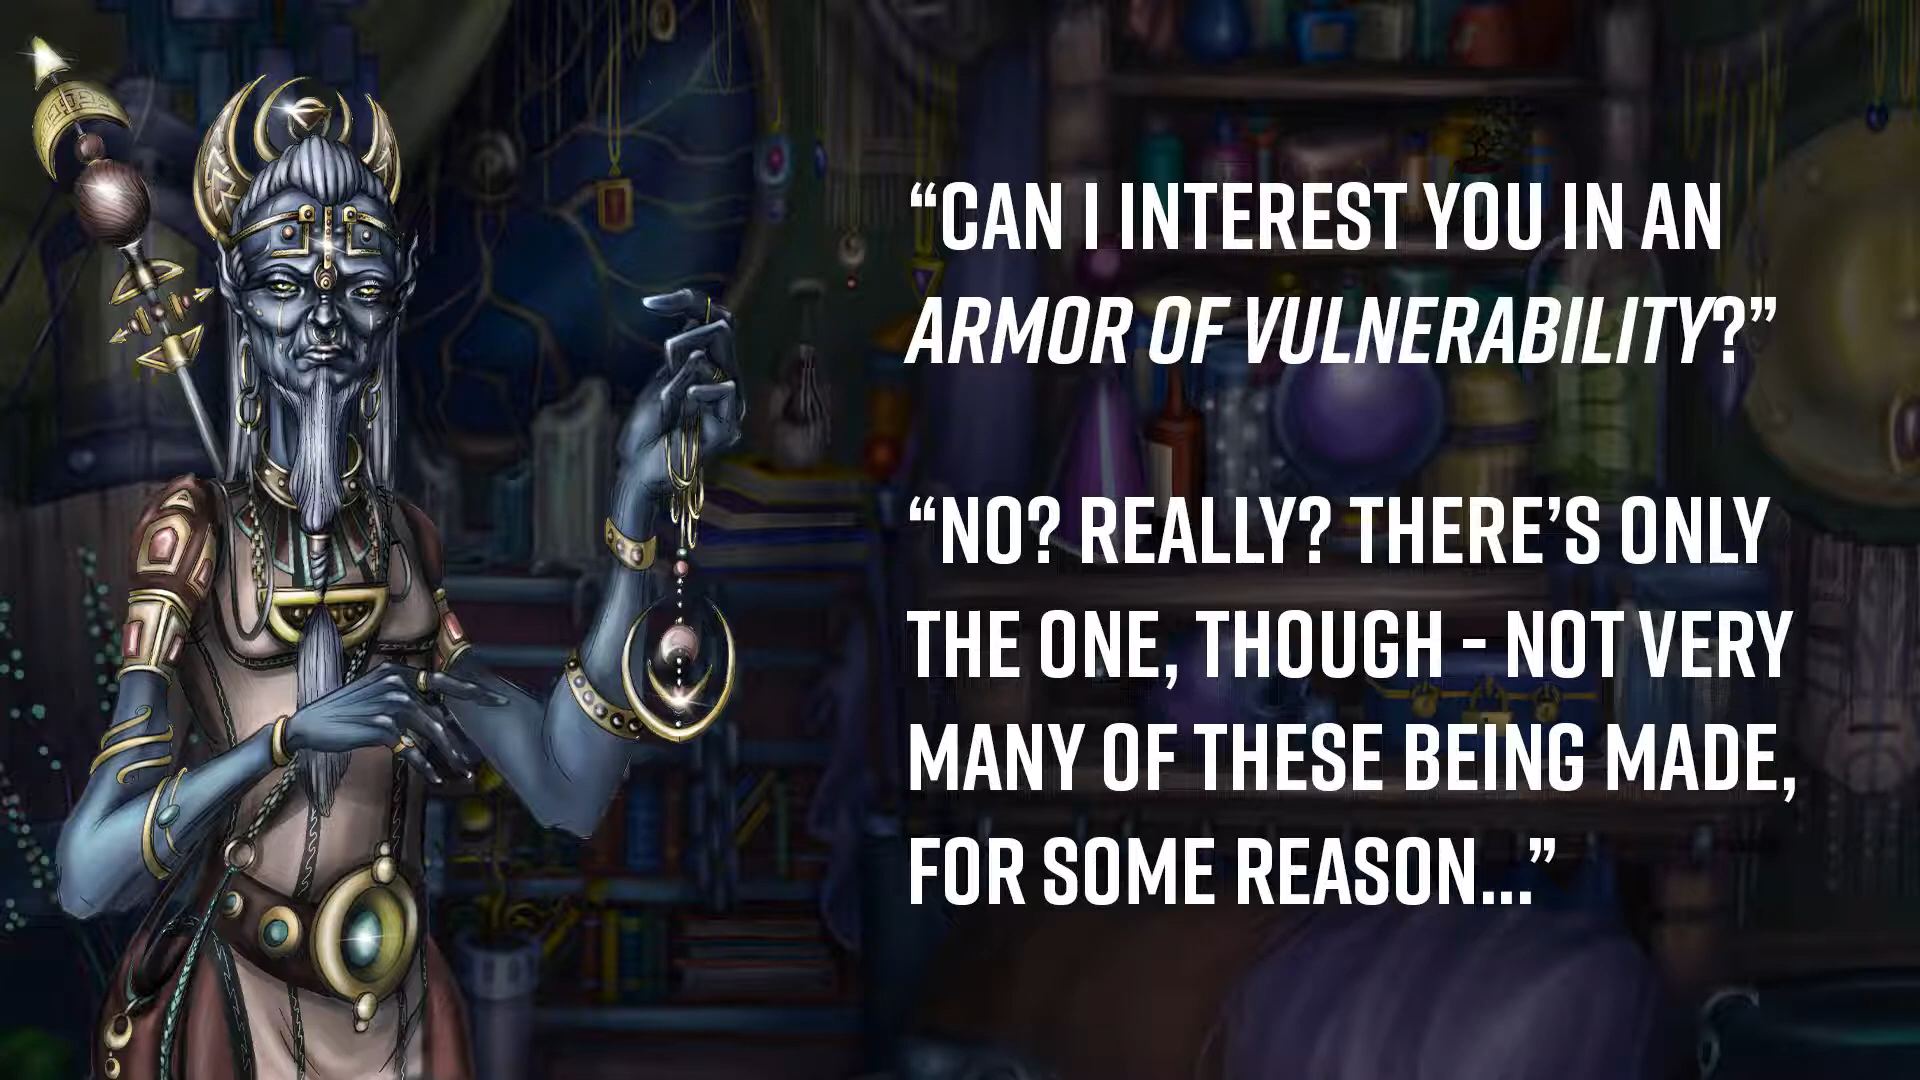 “CAN I INTEREST YOU IN AN
ARMOR OF VULNERABILITY?”
“NO? REALLY? THERE’S ONLY
THE ONE, THOUGH - NOT VERY
MANY OF THESE BEING MADE,
FOR SOME REASON...”